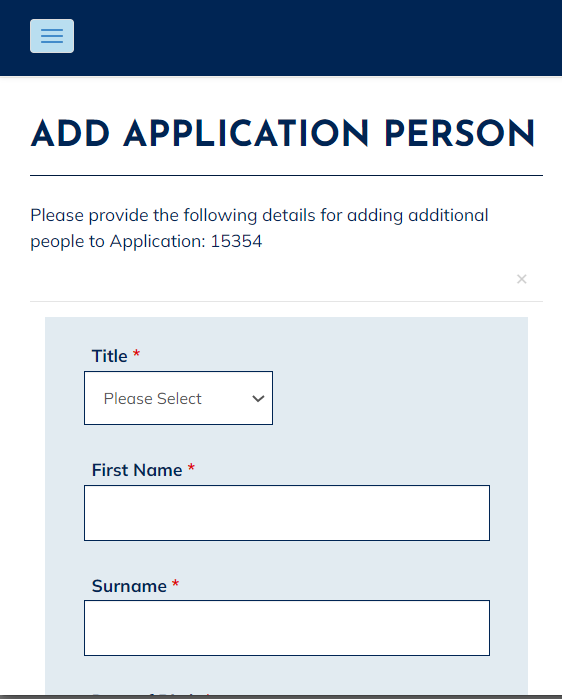 ADD APPLICATION PERSON
Please provide the following details for adding additional
people to Application: 15354
×
Title *
Please Select
First Name *
Surname *